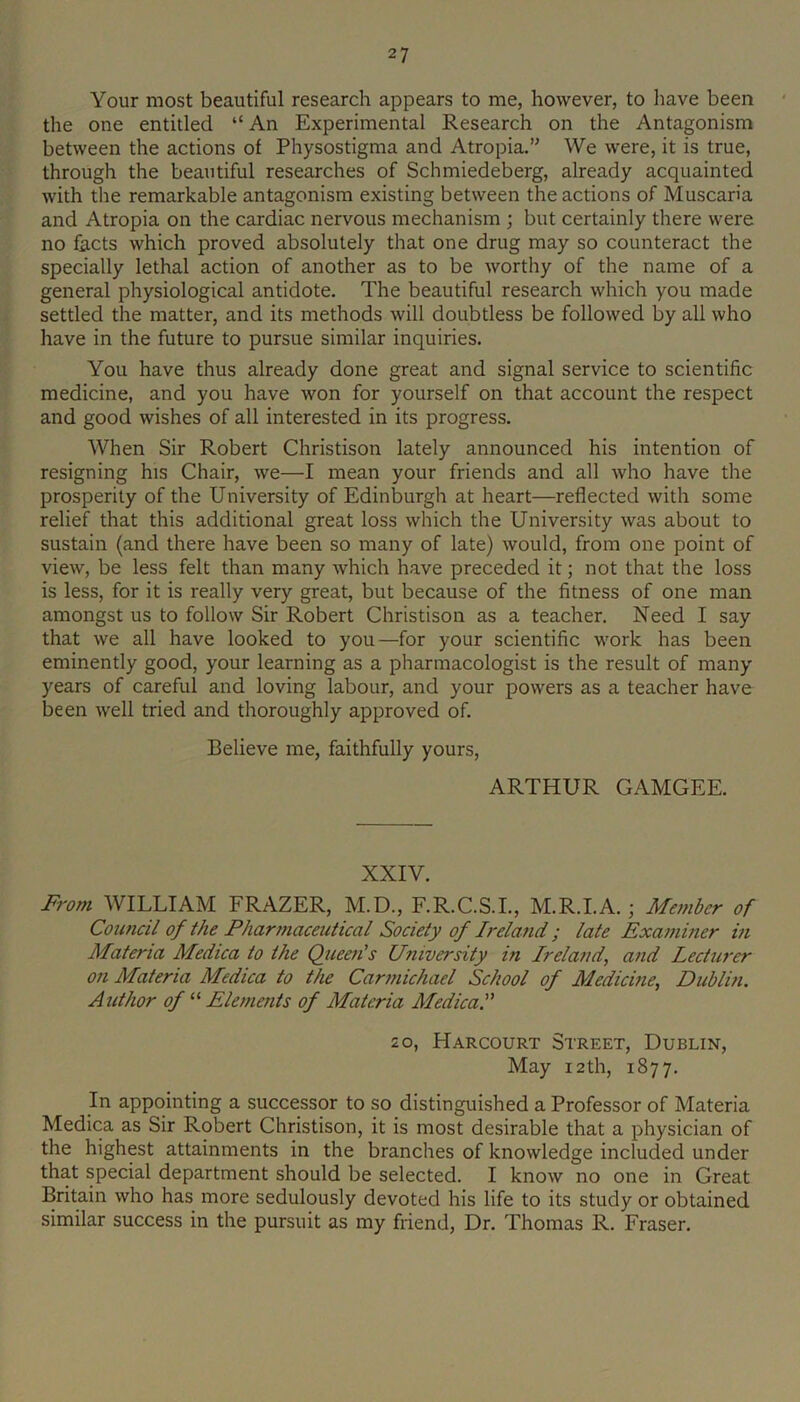 27
Your most beautiful research appears to me, however, to have been
the one entitled “An Experimental Research on the Antagonism
between the actions of Physostigma and Atropia.” We were, it is true,
through the beautiful researches of Schmiedeberg, already acquainted
with the remarkable antagonism existing between the actions of Muscaria
and Atropia on the cardiac nervous mechanism ; but certainly there were
no facts which proved absolutely that one drug may so counteract the
specially lethal action of another as to be worthy of the name of a
general physiological antidote. The beautiful research which you made
settled the matter, and its methods will doubtless be followed by all who
have in the future to pursue similar inquiries.
You have thus already done great and signal service to scientific
medicine, and you have won for yourself on that account the respect
and good wishes of all interested in its progress.
When Sir Robert Christison lately announced his intention of
resigning his Chair, we—I mean your friends and all who have the
prosperity of the University of Edinburgh at heart—reflected with some
relief that this additional great loss which the University was about to
sustain (and there have been so many of late) would, from one point of
view, be less felt than many which have preceded it ; not that the loss
is less, for it is really very great, but because of the fitness of one man
amongst us to follow Sir Robert Christison as a teacher. Need I say
that we all have looked to you—for your scientific work has been
eminently good, your learning as a pharmacologist is the result of many
years of careful and loving labour, and your powers as a teacher have
been well tried and thoroughly approved of.
Believe me, faithfully yours,
ARTHUR GAMGEE.
XXIV.
From WILLIAM FRAZER, M.D., F.R.C.S.I., M.R.I.A. ; Member of
Council of the Pharmaceutical Society of Ireland ; late Examiner in
Materia Medica to the Queen's University in Ireland, and Lecturer
on Materia Medica to the Carmichael School of Medicine, Dublin.
Author of “ Elements of Materia Medica.”
20, Harcourt Street, Dublin,
May 12th, 1877.
In appointing a successor to so distinguished a Professor of Materia
Medica as Sir Robert Christison, it is most desirable that a physician of
the highest attainments in the branches of knowledge included under
that special department should be selected. I know no one in Great
Britain who has more sedulously devoted his life to its study or obtained
similar success in the pursuit as my friend, Dr. Thomas R. Fraser.